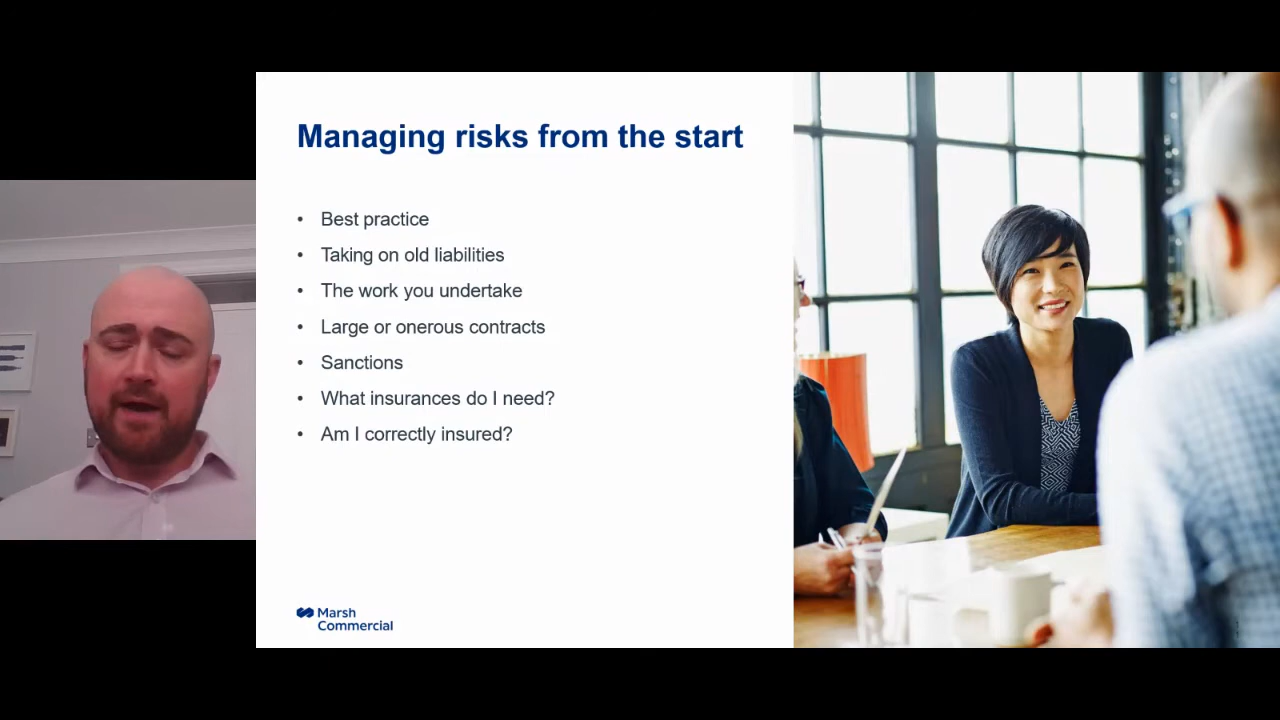 Managing risks from the start
• Best practice
• Taking on old liabilities
• The work you undertake
• Large or onerous contracts
• Sanctions
• What insurances do I need?
• Am I correctly insured?
Marsh
Commercial